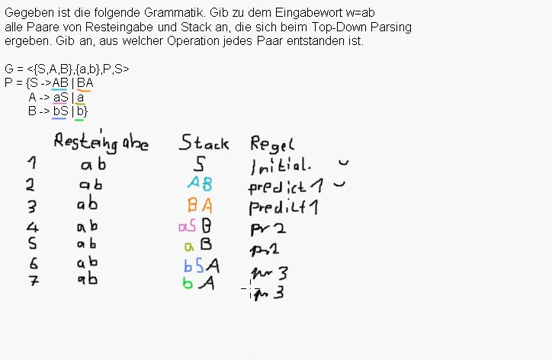 Gegeben ist die folgende Grammatik. Gib zu dem Eingabewort w=ab
alle Paare von Resteingabe und Stack an, die sich beim Top-Down Parsing
ergeben. Gib an, aus welcher Operation jedes Paar entstanden ist.
G = <{S,A,B},{a,b},P,S>
P = {S ->AB | BA
A -> aS | a
B -> bS | b}
Resteingabe Stack Regel
1 ab S Initial.
2 ab AB predict 1
3 ab BA predict 1
4 ab aSB pr 2
5 ab aB pr 2
6 ab bSA pr 3
7 ab bA pr 3